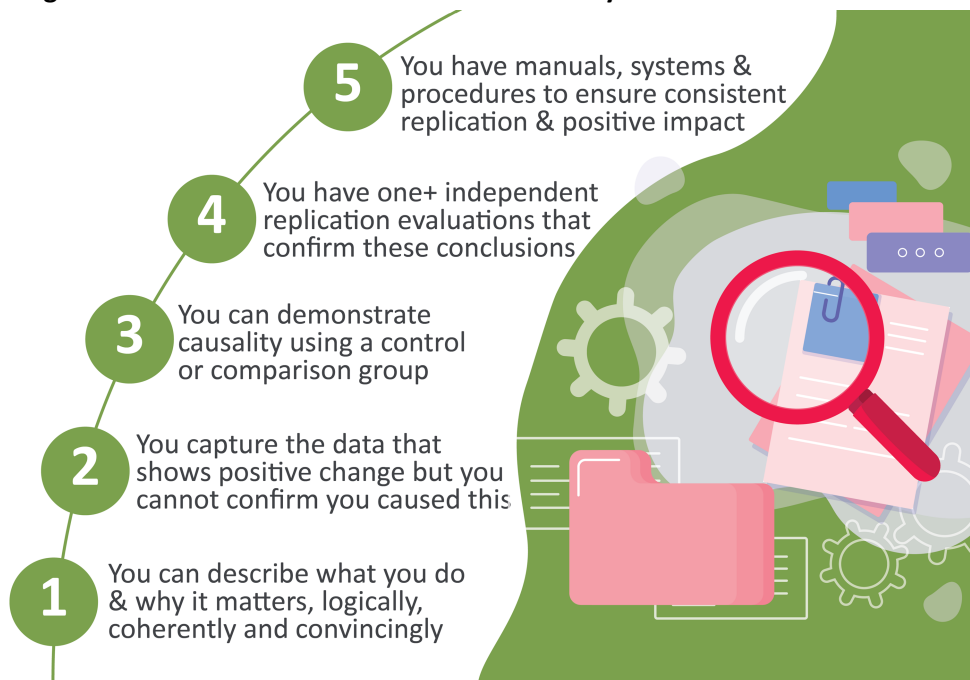 5
You have manuals, systems &
procedures to ensure consistent
replication & positive impact
4
You have one+ independent
replication evaluations that
confirm these conclusions
3
You can demonstrate
causality using a control
or comparison group
2
You capture the data that
shows positive change but you
cannot confirm you caused this
1
You can describe what you do
& why it matters, logically,
coherently and convincingly